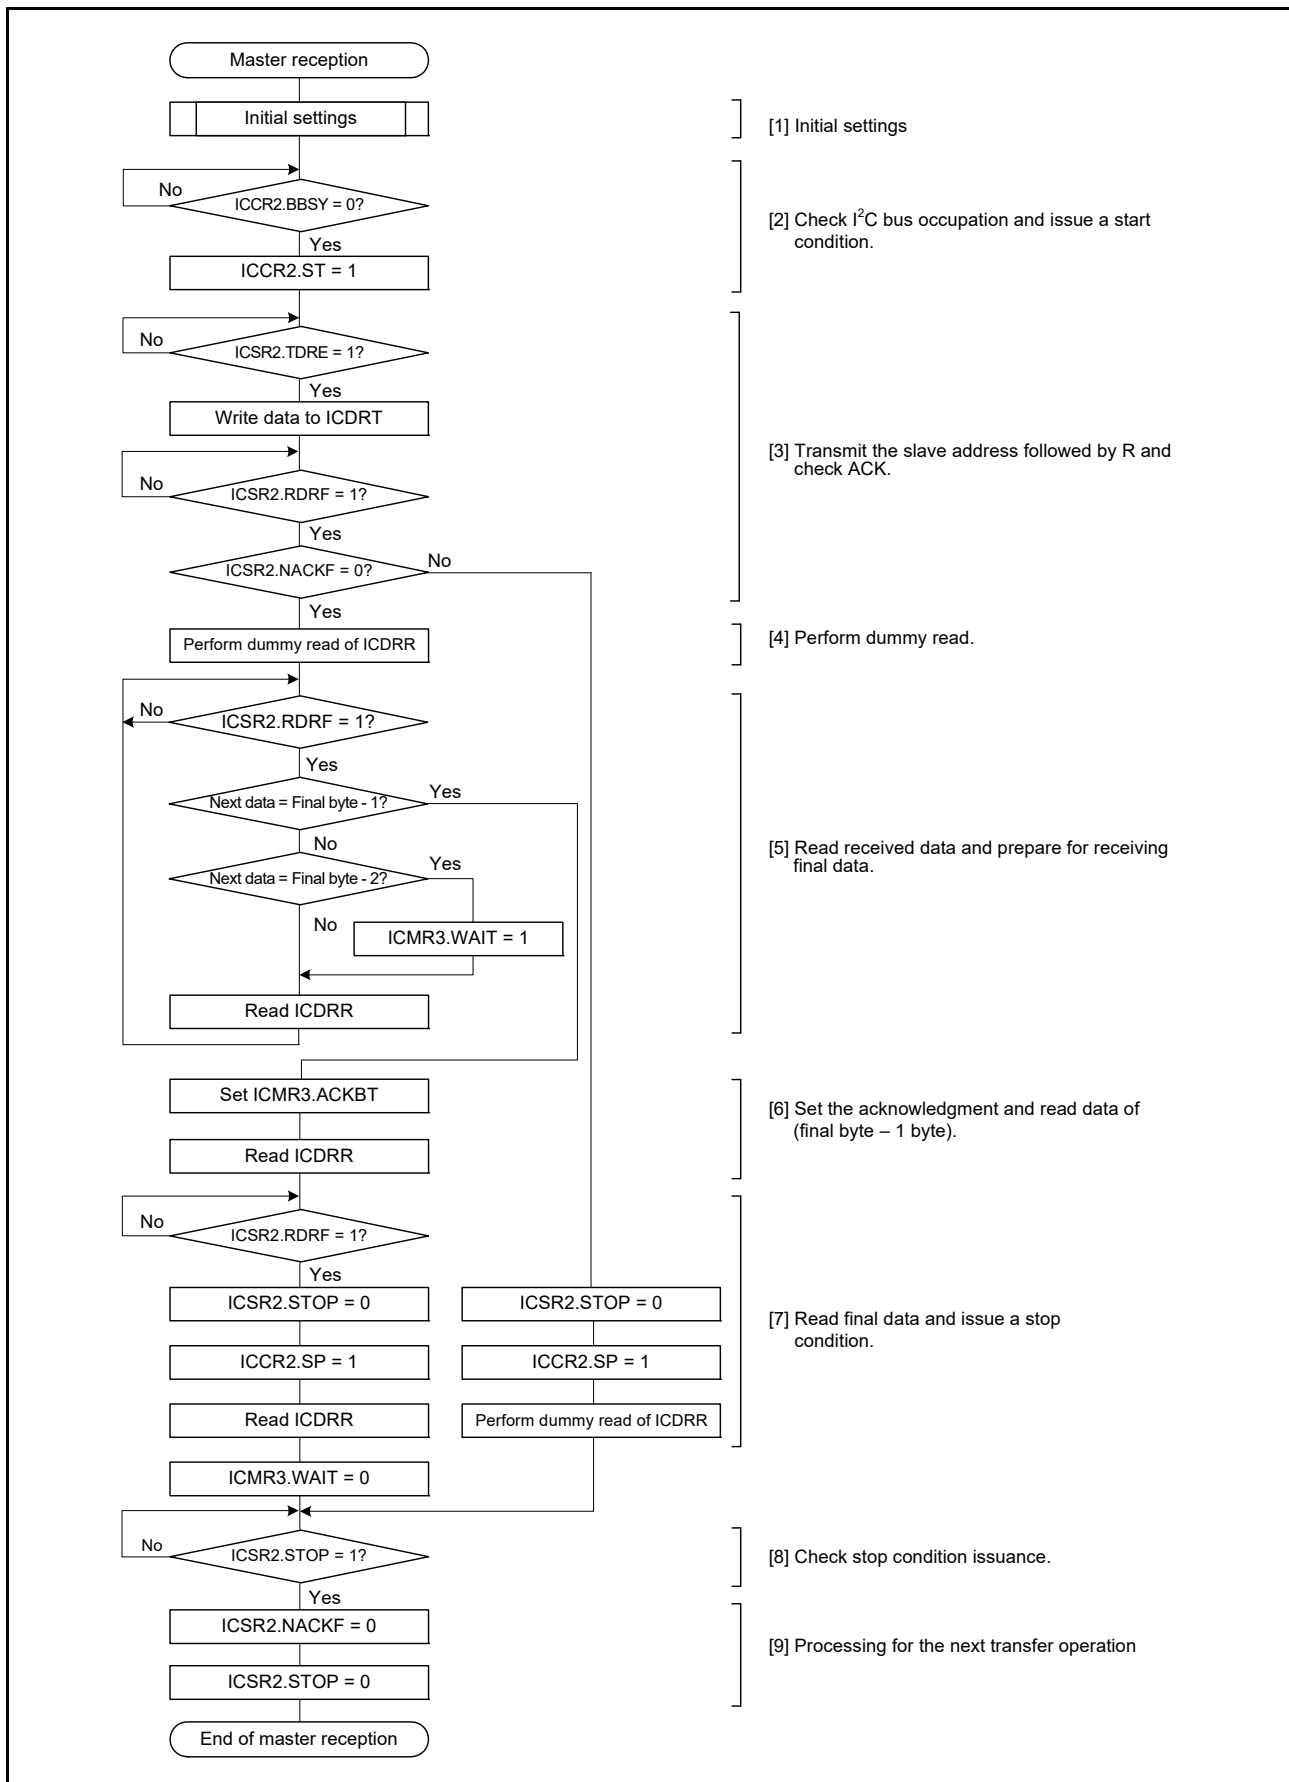 Master reception
Initial settings
[1] Initial settings
No
ICCR2.BBSY = 0?
[2] Check I²C bus occupation and issue a start
condition.
Yes
ICCR2.ST = 1
No
ICSR2.TDRE = 1?
Yes
Write data to ICDRT
[3] Transmit the slave address followed by R and
check ACK.
No
ICSR2.RDRF = 1?
Yes
No
ICSR2.NACKF = 0?
Yes
Perform dummy read of ICDRR
[4] Perform dummy read.
No
ICSR2.RDRF = 1?
Yes
Yes
Next data = Final byte - 1?
No
[5] Read received data and prepare for receiving
final data.
Yes
Next data = Final byte - 2?
No
ICMR3.WAIT = 1
Read ICDRR
Set ICMR3.ACKBT
[6] Set the acknowledgment and read data of
(final byte – 1 byte).
Read ICDRR
No
ICSR2.RDRF = 1?
Yes
ICSR2.STOP = 0
ICSR2.STOP = 0
[7] Read final data and issue a stop
condition.
ICCR2.SP = 1
ICCR2.SP = 1
Read ICDRR
Perform dummy read of ICDRR
ICMR3.WAIT = 0
No
ICSR2.STOP = 1?
[8] Check stop condition issuance.
Yes
ICSR2.NACKF = 0
[9] Processing for the next transfer operation
ICSR2.STOP = 0
End of master reception